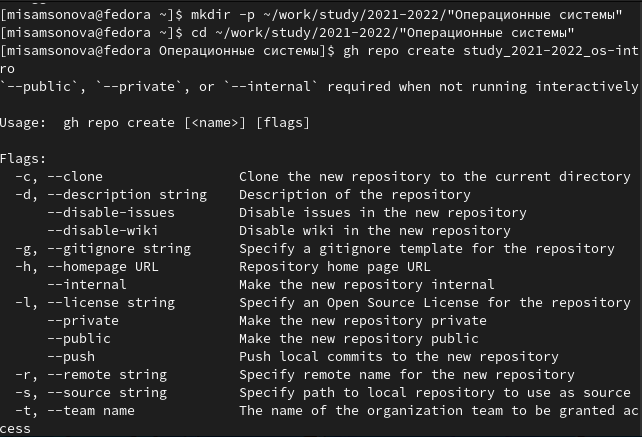 [misamsonova@fedora ~]$ mkdir -p ~/work/study/2021-2022/"Операционные системы"
[misamsonova@fedora ~]$ cd ~/work/study/2021-2022/"Операционные системы"
[misamsonova@fedora Операционные системы]$ gh repo create study_2021-2022_os-int
ro
`--public`, `--private`, or `--internal` required when not running interactively

Usage:  gh repo create [<name>] [flags]

Flags:
  -c, --clone                 Clone the new repository to the current directory
  -d, --description string    Description of the repository
      --disable-issues        Disable issues in the new repository
      --disable-wiki          Disable wiki in the new repository
  -g, --gitignore string      Specify a gitignore template for the repository
  -h, --homepage URL          Repository home page URL
      --internal              Make the new repository internal
  -l, --license string        Specify an Open Source License for the repository
      --private               Make the new repository private
      --public                Make the new repository public
      --push                  Push local commits to the new repository
  -r, --remote string         Specify remote name for the new repository
  -s, --source string         Specify path to local repository to use as source
  -t, --team name             The name of the organization team to be granted ac
cess